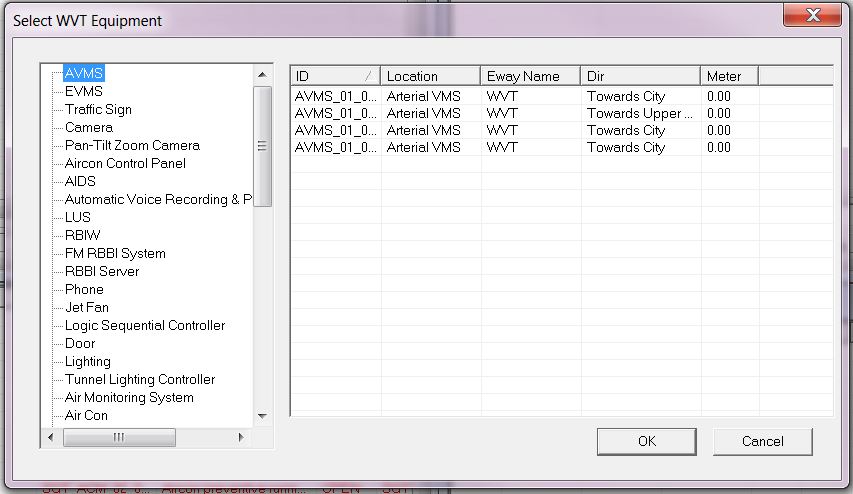 Select WVT Equipment
AVMS
EVMS
Traffic Sign
Camera
Pan-Tilt Zoom Camera
Aircon Control Panel
AIDS
Automatic Voice Recording & P
LUS
RBIW
FM RBBI System
RBBI Server
Phone
Jet Fan
Logic Sequential Controller
Door
Lighting
Tunnel Lighting Controller
Air Monitoring System
Air Con
ID Location Eway Name Dir Meter
AVMS_01_0... Arterial VMS WVT Towards City 0.00
AVMS_01_0... Arterial VMS WVT Towards Upper ... 0.00
AVMS_01_0... Arterial VMS WVT Towards City 0.00
AVMS_01_0... Arterial VMS WVT Towards City 0.00
OK Cancel